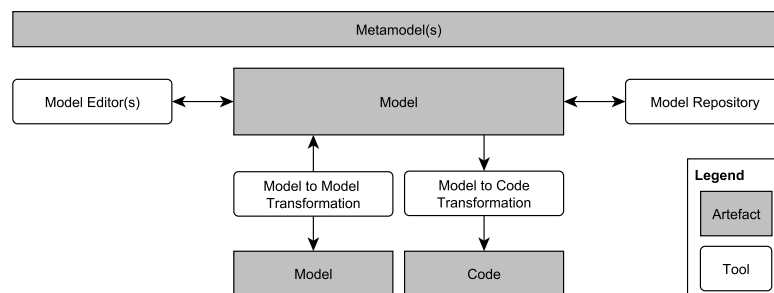 Metamodel(s)
Model Editor(s)
Model
Model Repository
Model to Model
Transformation
Model to Code
Transformation
Legend
Artefact
Tool
Model
Code